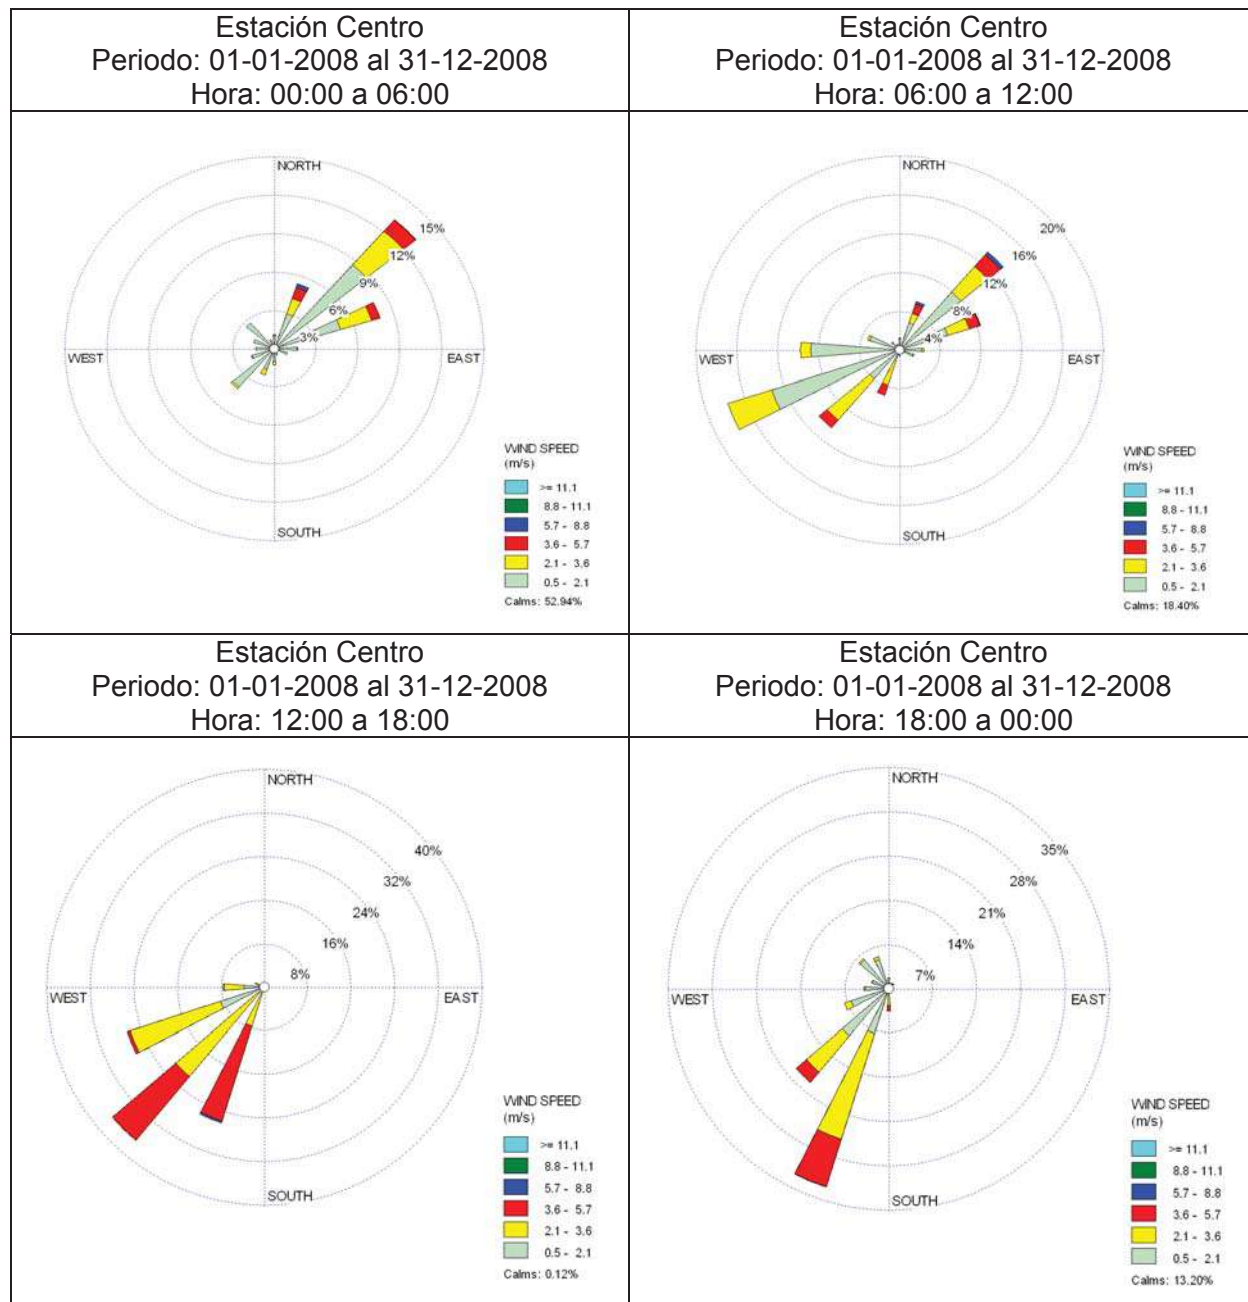 Estación Centro
Periodo: 01-01-2008 al 31-12-2008
Hora: 00:00 a 06:00
Estación Centro
Periodo: 01-01-2008 al 31-12-2008
Hora: 06:00 a 12:00
NORTH
15%
12%
9%
6%
3%
WEST
EAST
SOUTH
WIND SPEED
(m/s)
>= 11.1
8.8 - 11.1
5.7 - 8.8
3.6 - 5.7
2.1 - 3.6
0.5 - 2.1
Calms: 52.94%
NORTH
20%
16%
12%
8%
4%
WEST
EAST
SOUTH
WIND SPEED
(m/s)
>= 11.1
8.8 - 11.1
5.7 - 8.8
3.6 - 5.7
2.1 - 3.6
0.5 - 2.1
Calms: 18.40%
Estación Centro
Periodo: 01-01-2008 al 31-12-2008
Hora: 12:00 a 18:00
Estación Centro
Periodo: 01-01-2008 al 31-12-2008
Hora: 18:00 a 00:00
NORTH
40%
32%
24%
16%
8%
WEST
EAST
SOUTH
WIND SPEED
(m/s)
>= 11.1
8.8 - 11.1
5.7 - 8.8
3.6 - 5.7
2.1 - 3.6
0.5 - 2.1
Calms: 0.12%
NORTH
35%
28%
21%
14%
7%
WEST
EAST
SOUTH
WIND SPEED
(m/s)
>= 11.1
8.8 - 11.1
5.7 - 8.8
3.6 - 5.7
2.1 - 3.6
0.5 - 2.1
Calms: 13.20%